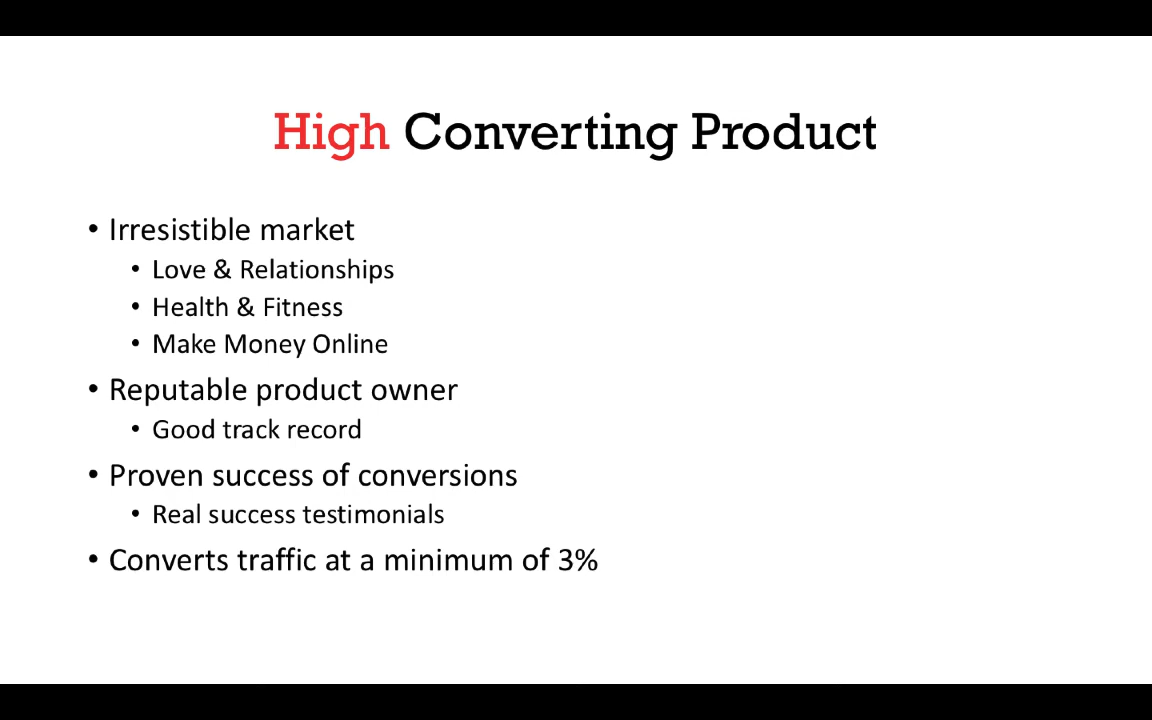 High Converting Product
• Irresistible market
• Love & Relationships
• Health & Fitness
• Make Money Online
• Reputable product owner
• Good track record
• Proven success of conversions
• Real success testimonials
• Converts traffic at a minimum of 3%